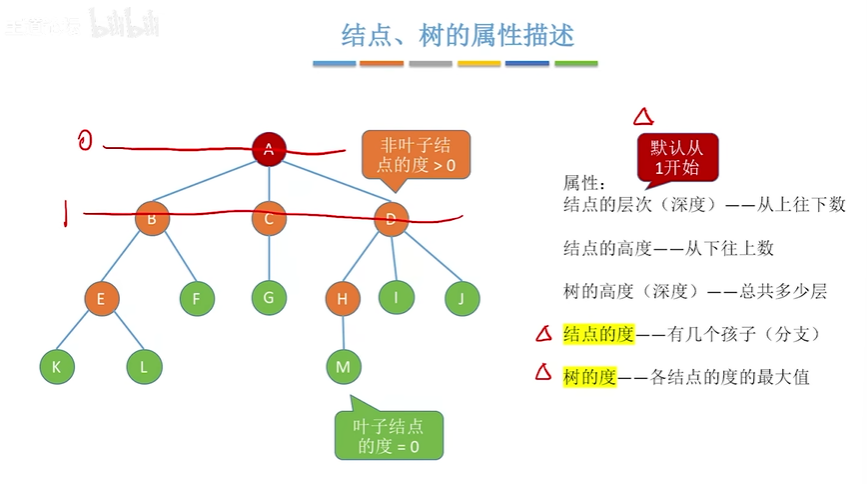 bilibili
结点、树的属性描述
0
A
非叶子结
点的度 > 0
默认从
1开始
属性：
结点的层次（深度）——从上往下数
1
B
C
D
结点的高度——从下往上数
树的高度（深度）——总共多少层
E
F
G
H
I
J
结点的度——有几个孩子（分支）
K
L
M
树的度——各结点的度的最大值
叶子结点
的度 = 0